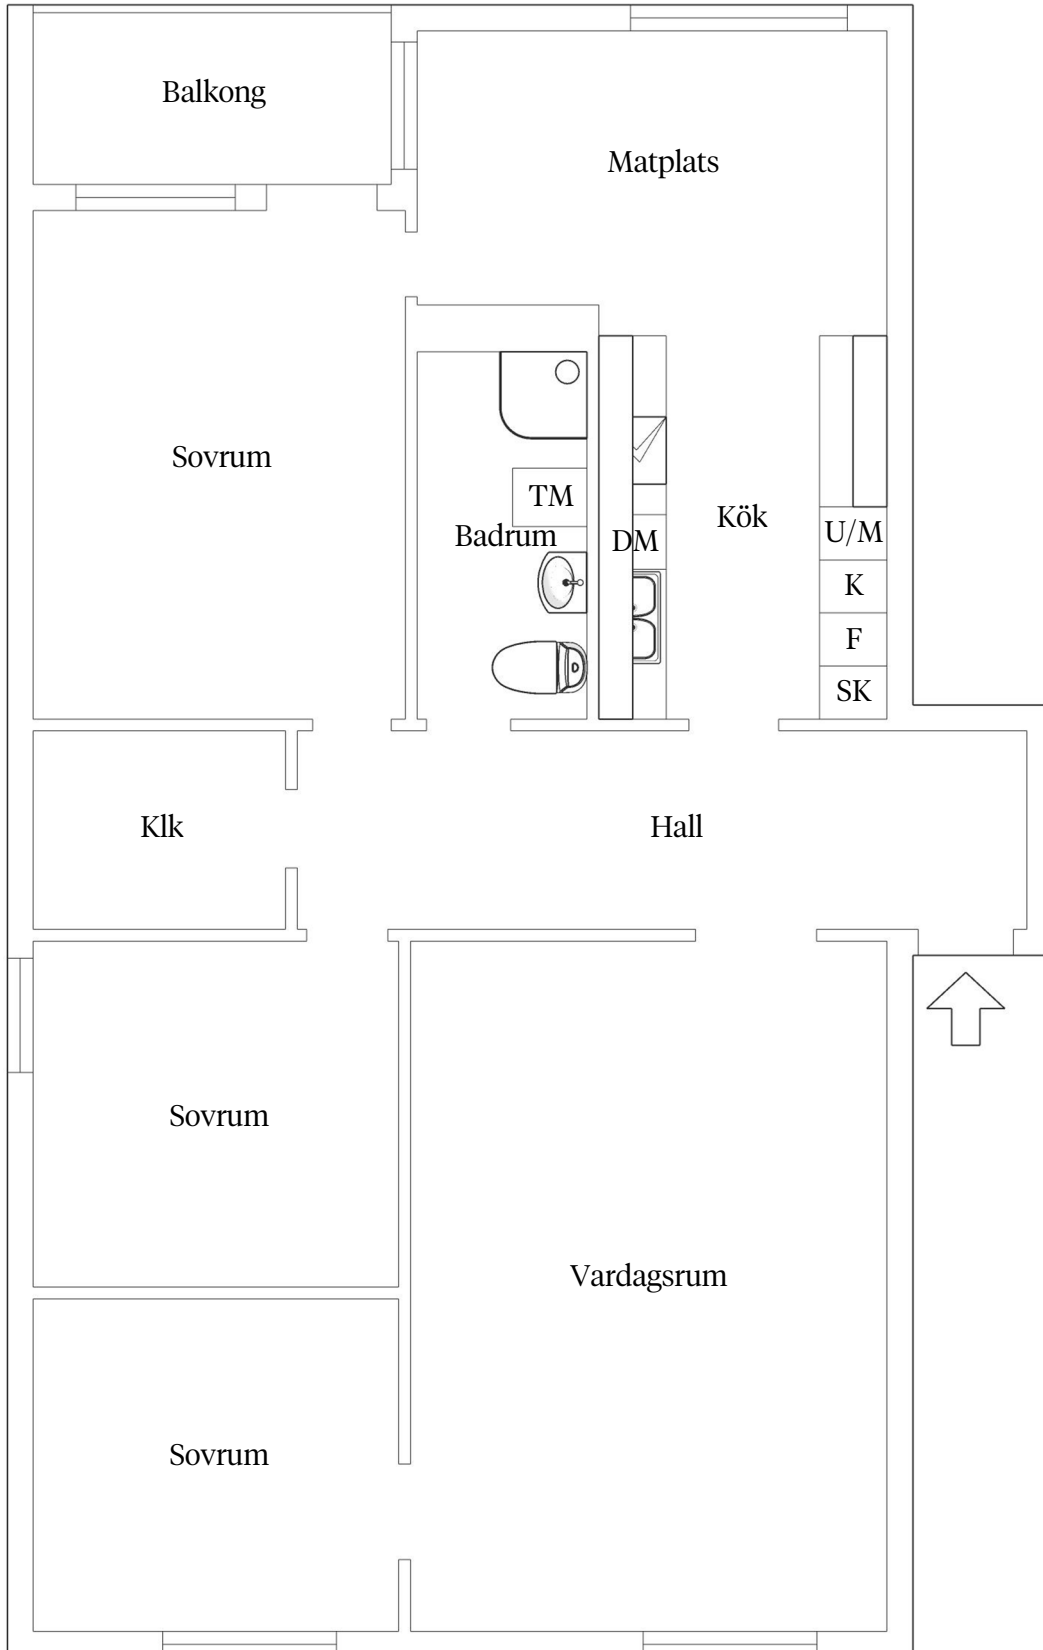 Balkong
Matplats
Sovrum
TM
Badrum
DM
Kök
U/M
K
F
SK
Klk
Hall
Sovrum
Vardagsrum
Sovrum